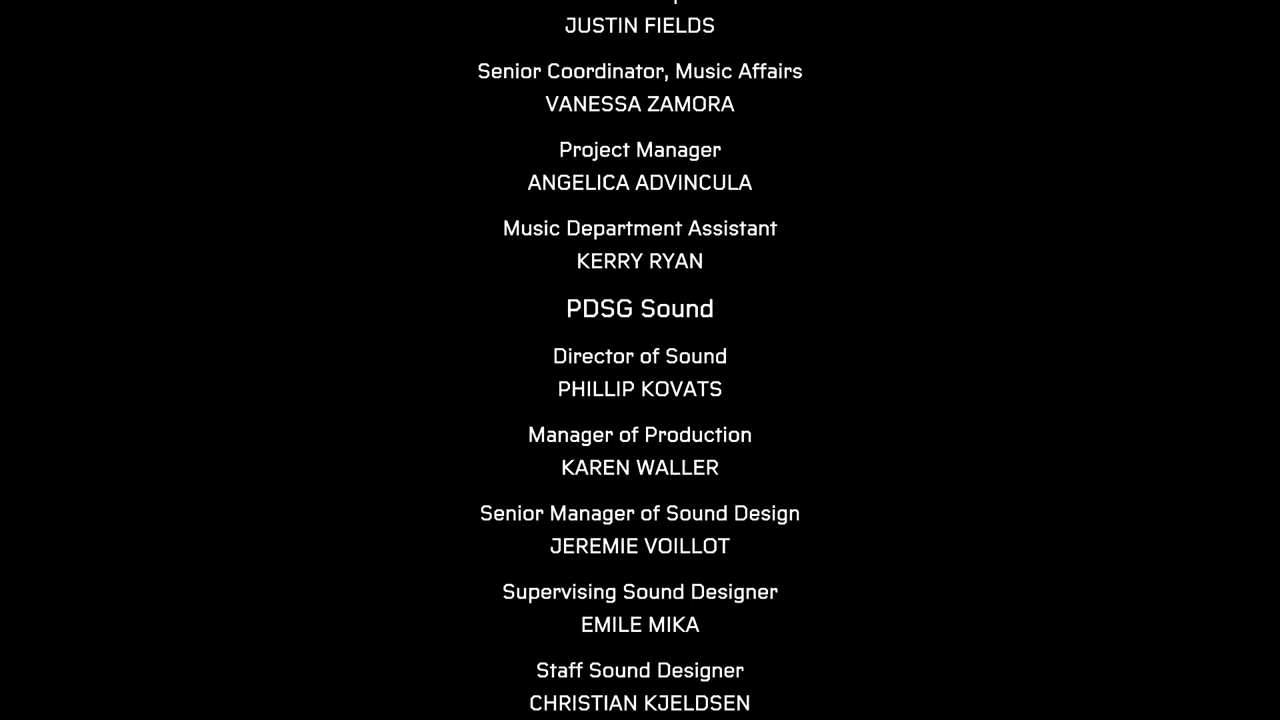 JUSTIN FIELDS
Senior Coordinator, Music Affairs
VANESSA ZAMORA
Project Manager
ANGELICA ADVINCULA
Music Department Assistant
KERRY RYAN
PDSG Sound
Director of Sound
PHILLIP KOVATS
Manager of Production
KAREN WALLER
Senior Manager of Sound Design
JEREMIE VOILLOT
Supervising Sound Designer
EMILE MIKA
Staff Sound Designer
CHRISTIAN KJELDSEN